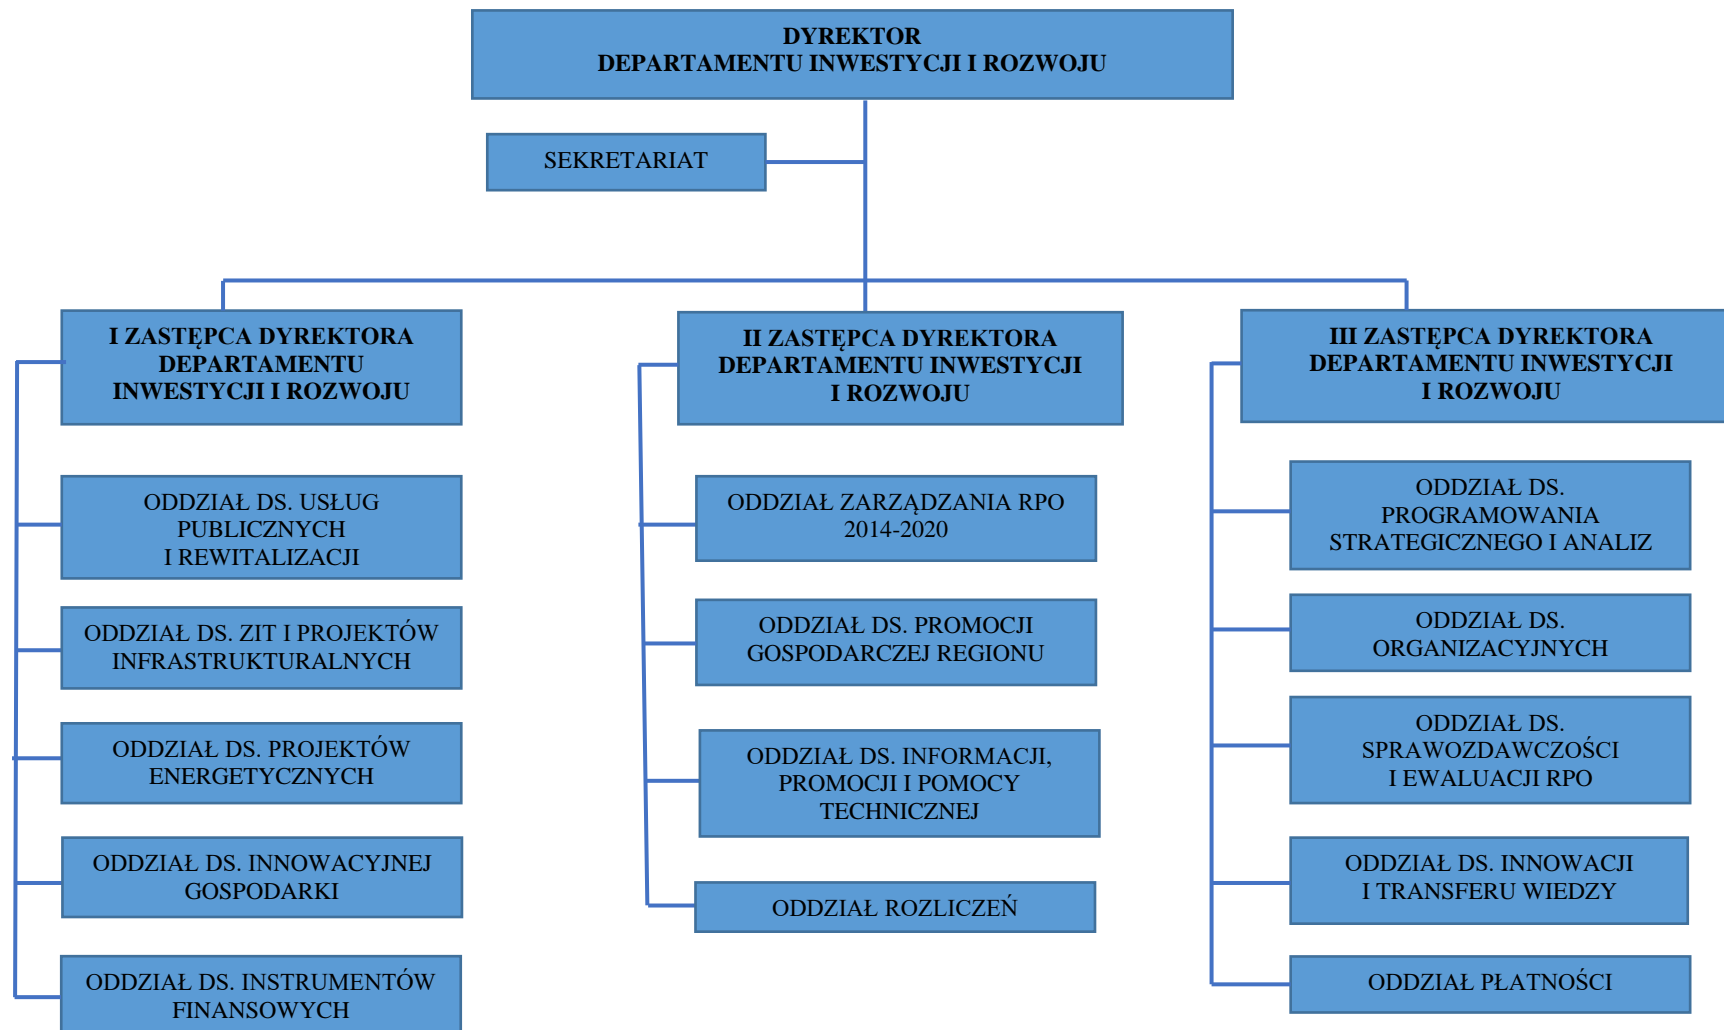 DYREKTOR
DEPARTAMENTU INWESTYCJI I ROZWOJU
SEKRETARIAT
I ZASTĘPCA DYREKTORA
DEPARTAMENTU
INWESTYCJI I ROZWOJU
ODDZIAŁ DS. USŁUG
PUBLICZNYCH
I REWITALIZACJI
ODDZIAŁ DS. ZIT I PROJEKTÓW
INFRASTRUKTURALNYCH
ODDZIAŁ DS. PROJEKTÓW
ENERGETYCZNYCH
ODDZIAŁ DS. INNOWACYJNEJ
GOSPODARKI
ODDZIAŁ DS. INSTRUMENTÓW
FINANSOWYCH
II ZASTĘPCA DYREKTORA
DEPARTAMENTU INWESTYCJI
I ROZWOJU
ODDZIAŁ ZARZĄDZANIA RPO
2014-2020
ODDZIAŁ DS. PROMOCJI
GOSPODARCZEJ REGIONU
ODDZIAŁ DS. INFORMACJI,
PROMOCJI I POMOCY
TECHNICZNEJ
ODDZIAŁ ROZLICZEŃ
III ZASTĘPCA DYREKTORA
DEPARTAMENTU INWESTYCJI
I ROZWOJU
ODDZIAŁ DS.
PROGRAMOWANIA
STRATEGICZNEGO I ANALIZ
ODDZIAŁ DS.
ORGANIZACYJNYCH
ODDZIAŁ DS.
SPRAWOZDAWCZOŚCI
I EWALUACJI RPO
ODDZIAŁ DS. INNOWACJI
I TRANSFERU WIEDZY
ODDZIAŁ PŁATNOŚCI